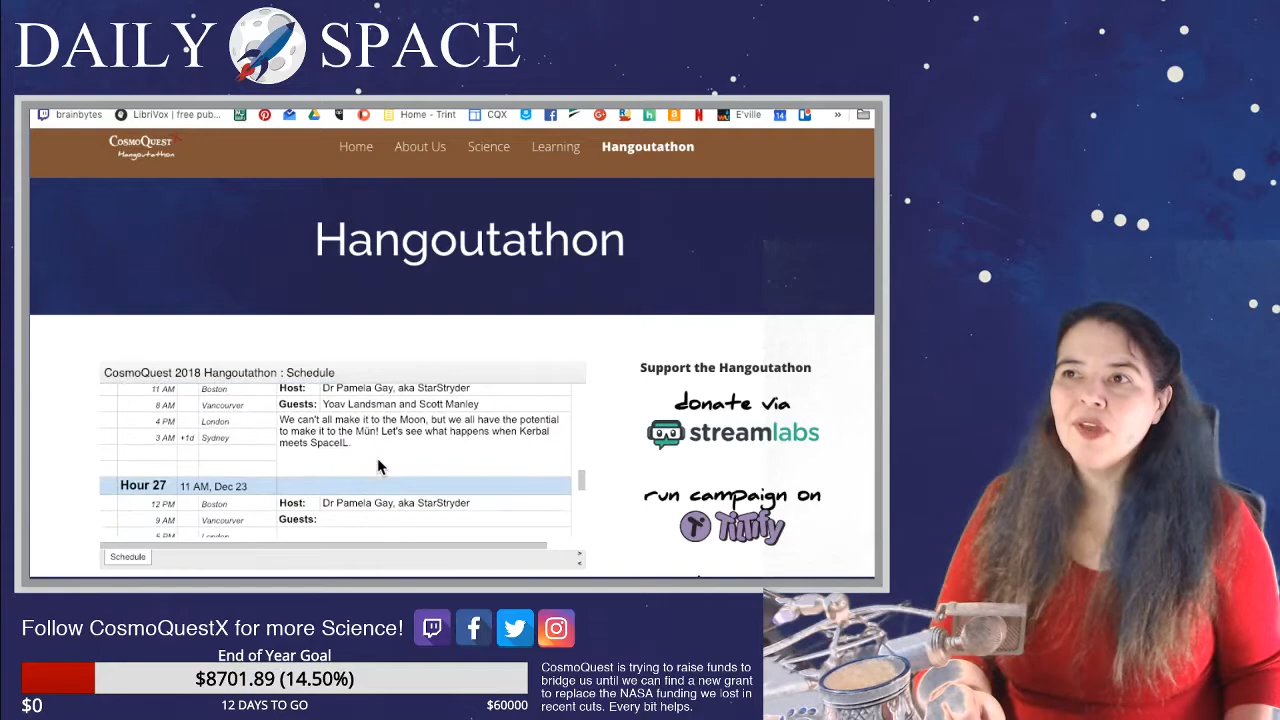 DAILY SPACE
brainbytes LibriVox | free pub... Home - Trint CQX E'ville »
COSMOQUEST
Hangoutathon
Home About Us Science Learning Hangoutathon
Hangoutathon
CosmoQuest 2018 Hangoutathon : Schedule
11 AM Boston Host: Dr Pamela Gay, aka StarStryder
8 AM Vancourver Guests: Yoav Landsman and Scott Manley
4 PM London We can't all make it to the Moon, but we all have the potential
3 AM +1d Sydney to make it to the Mün! Let's see what happens when Kerbal
meets SpaceIL.
Hour 27 11 AM, Dec 23
12 PM Boston Host: Dr Pamela Gay, aka StarStryder
9 AM Vancourver Guests:
5 PM London
Schedule
Support the Hangoutathon
donate via
streamlabs
run campaign on
Tiltify
Follow CosmoQuestX for more Science!
End of Year Goal
$8701.89 (14.50%)
$0 12 DAYS TO GO $60000
CosmoQuest is trying to raise funds to
bridge us until we can find a new grant
to replace the NASA funding we lost in
recent cuts. Every bit helps.